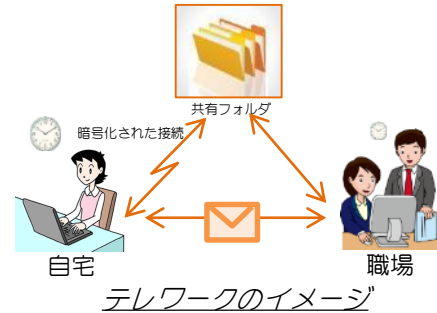 共有フォルダ
暗号化された接続
自宅
職場
テレワークのイメージ